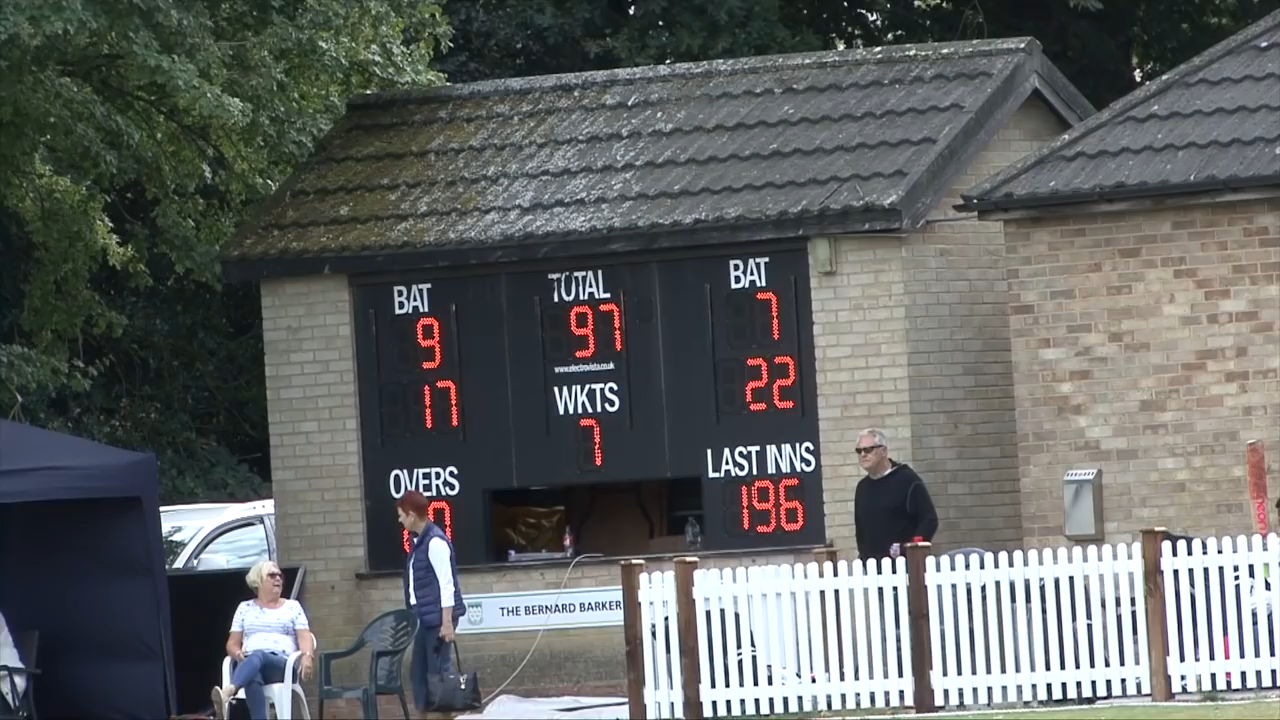 BAT
9
17
TOTAL
97
www.electrovista.co.uk
WKTS
7
BAT
7
22
OVERS
LAST INNS
196
THE BERNARD BARKER